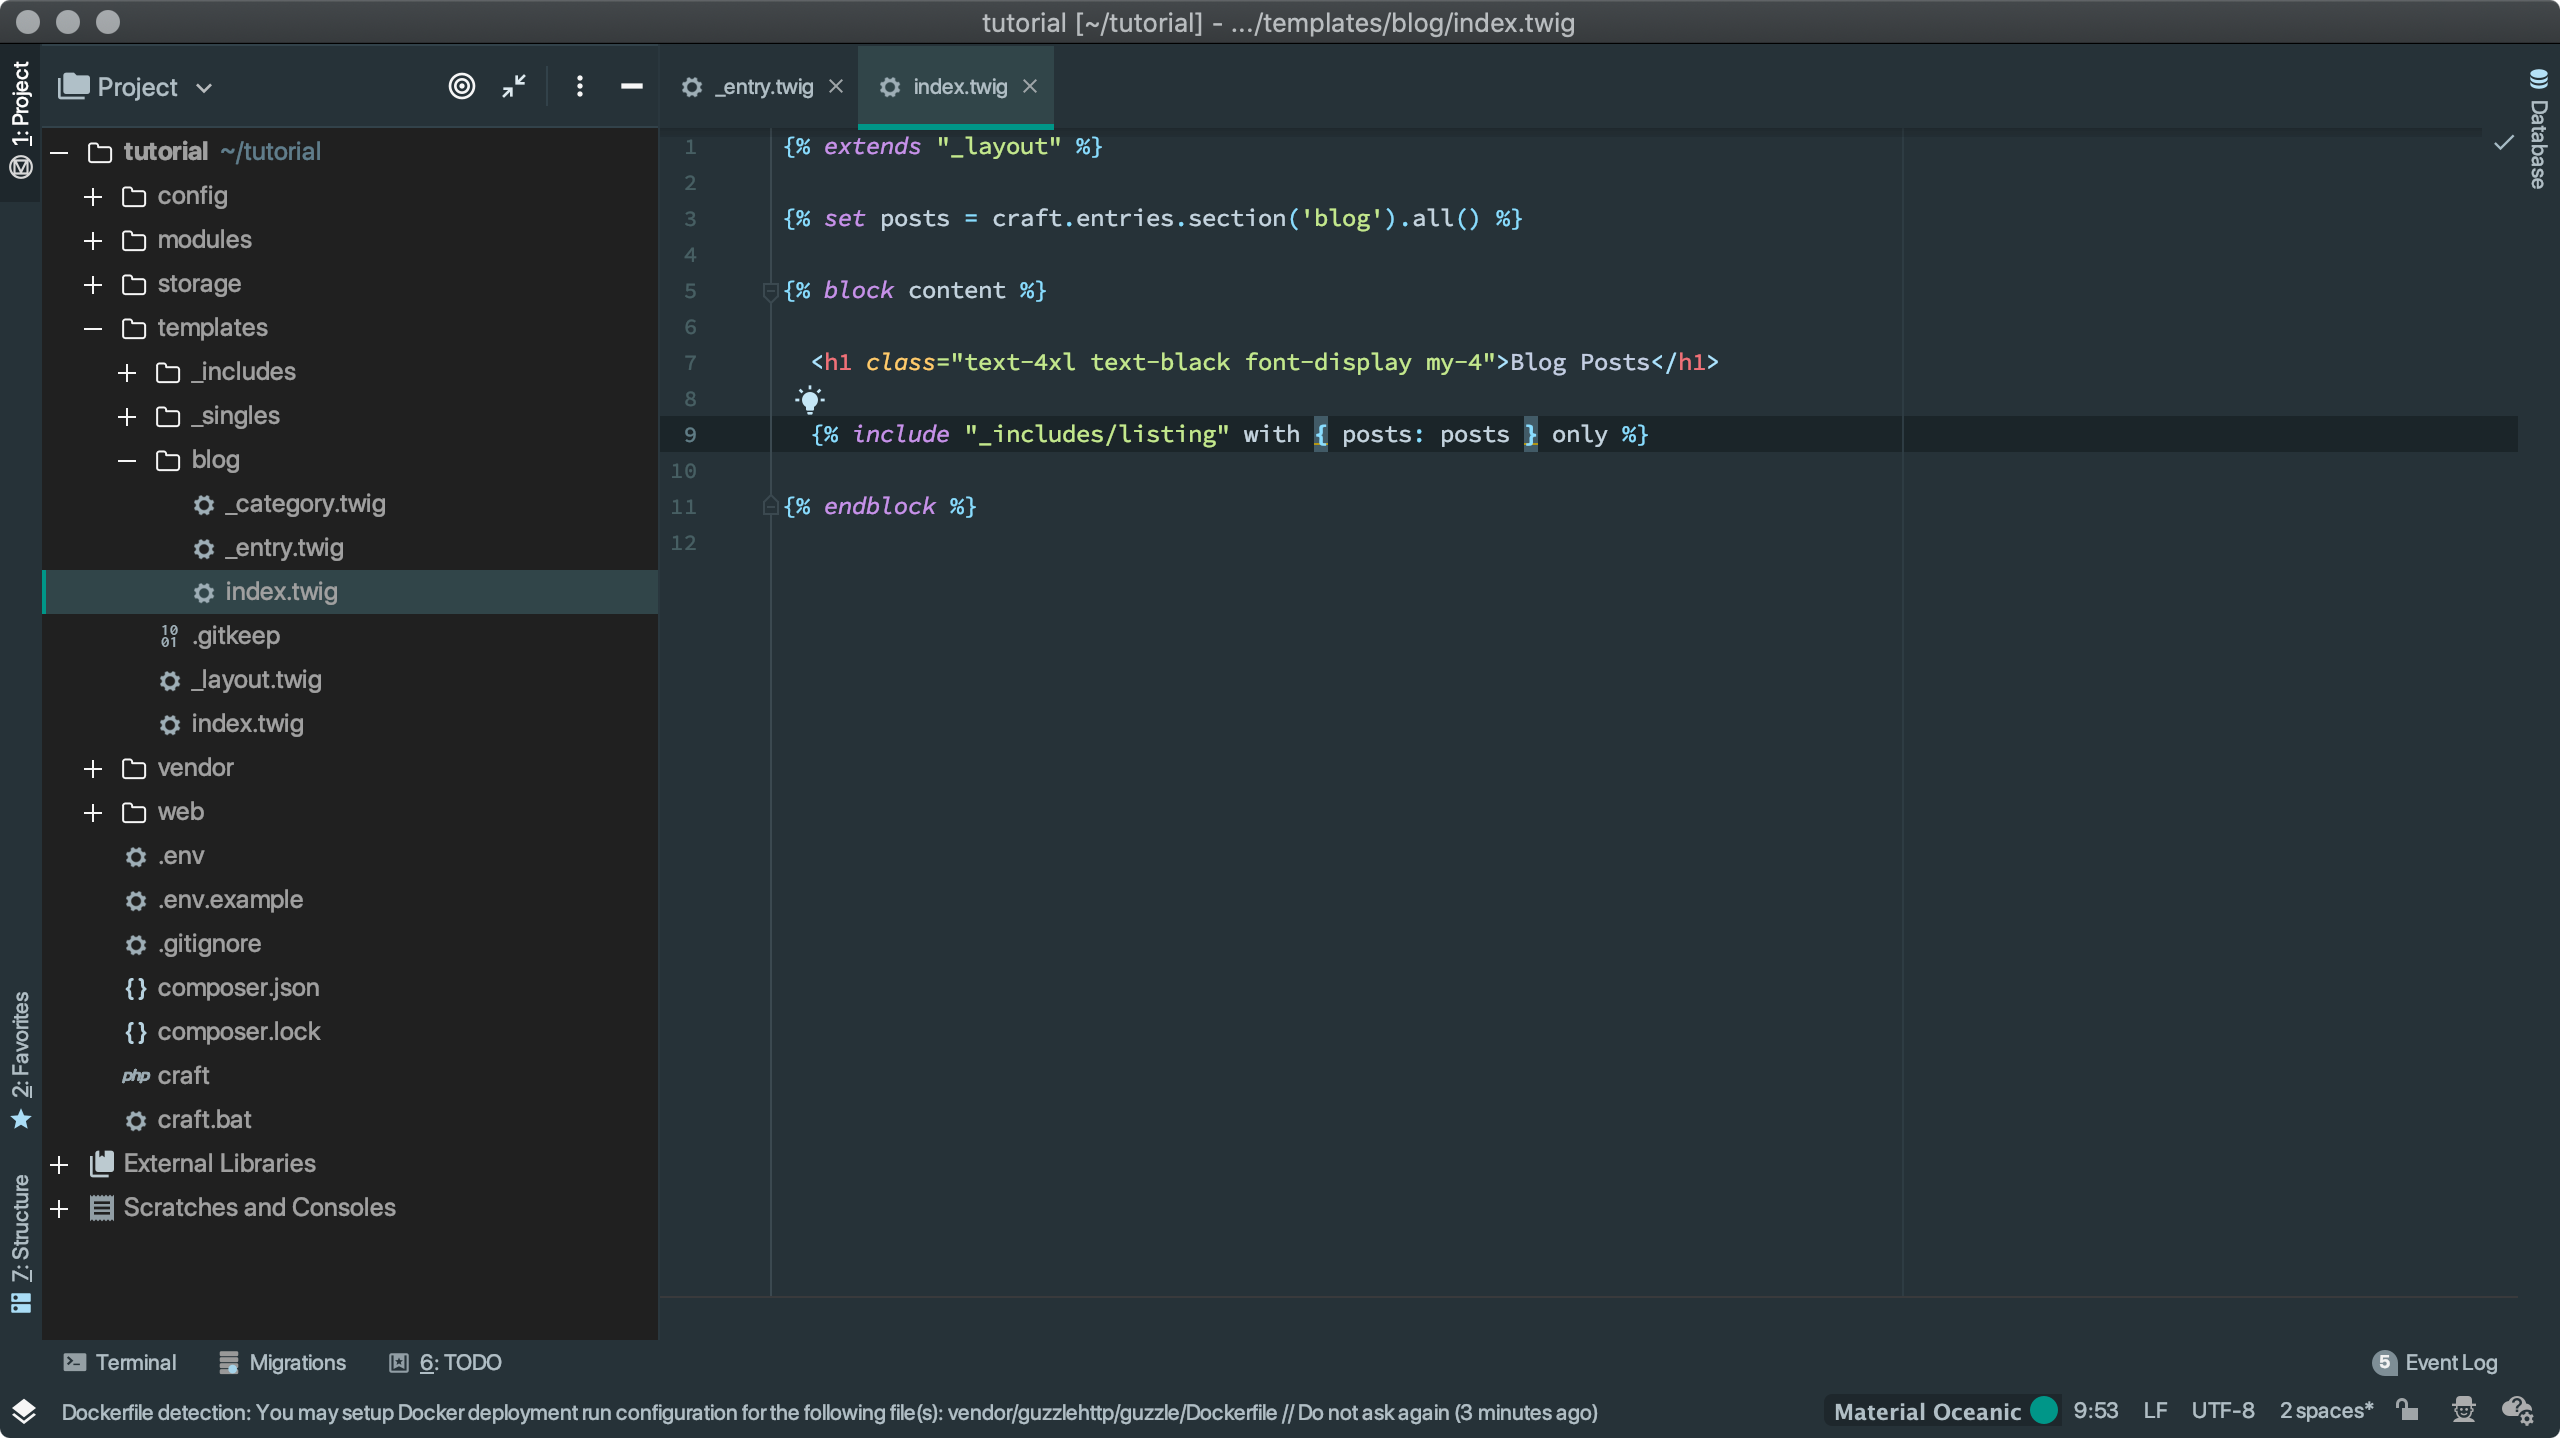 tutorial [~/tutorial] - .../templates/blog/index.twig
1: Project
Project
_entry.twig
index.twig
Database
tutorial ~/tutorial
config
modules
storage
templates
_includes
_singles
blog
_category.twig
_entry.twig
index.twig
.gitkeep
_layout.twig
index.twig
vendor
web
.env
.env.example
.gitignore
composer.json
composer.lock
php craft
craft.bat
External Libraries
Scratches and Consoles
1 {% extends "_layout" %}
2
3 {% set posts = craft.entries.section('blog').all() %}
4
5 {% block content %}
6
7 <h1 class="text-4xl text-black font-display my-4">Blog Posts</h1>
8
9 {% include "_includes/listing" with { posts: posts } only %}
10
11 {% endblock %}
12
2: Favorites
7: Structure
Terminal
Migrations
6: TODO
5 Event Log
Dockerfile detection: You may setup Docker deployment run configuration for the following file(s): vendor/guzzlehttp/guzzle/Dockerfile // Do not ask again (3 minutes ago)
Material Oceanic
9:53
LF
UTF-8
2 spaces*